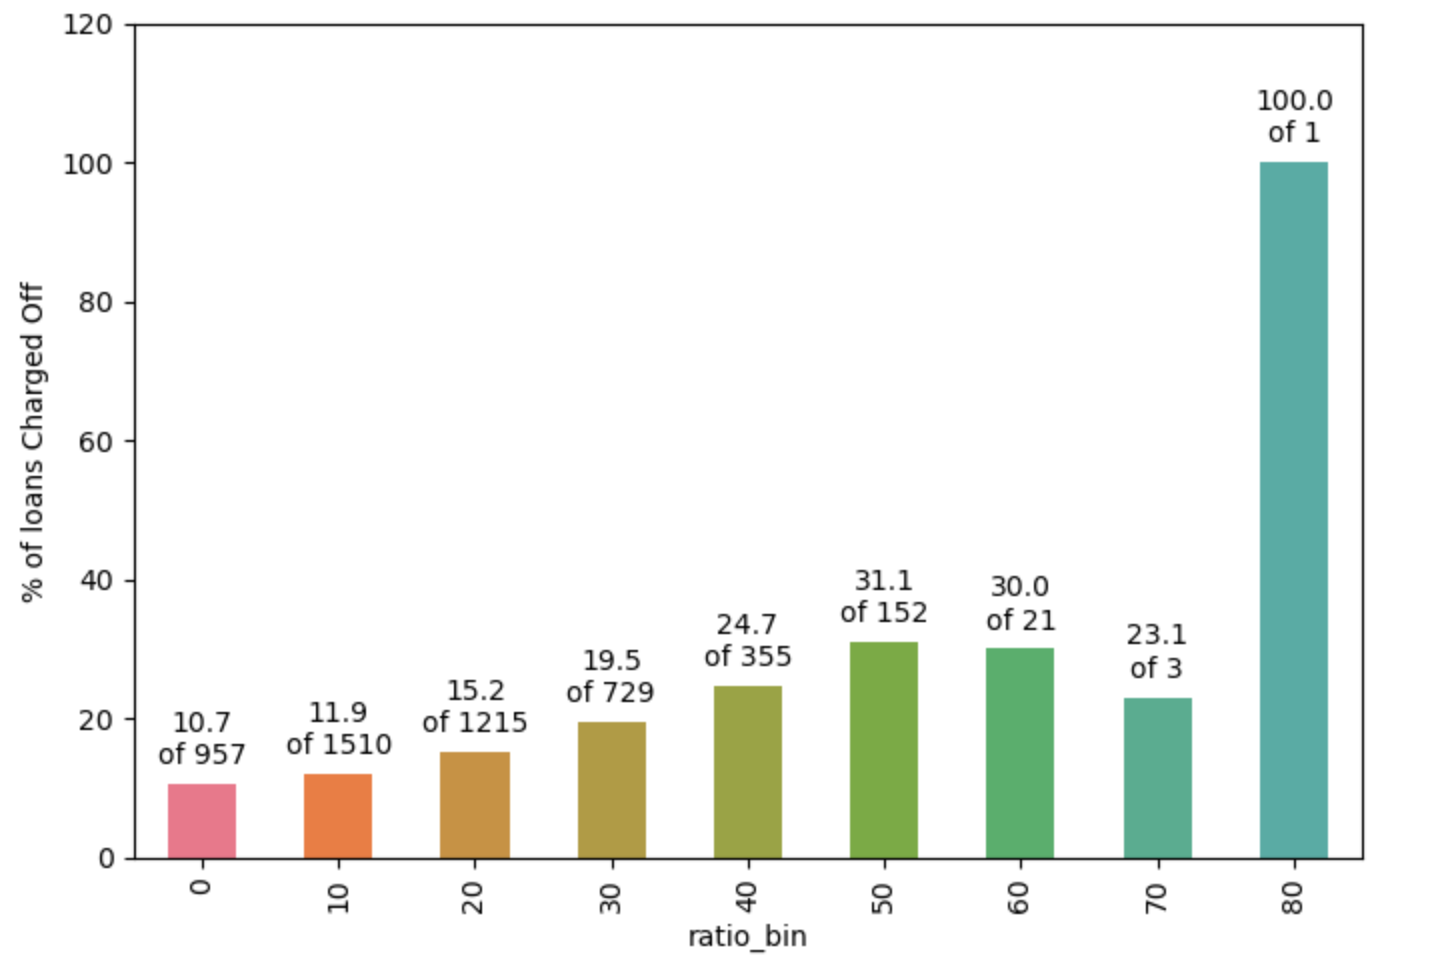 120
100
80
60
40
20
0
% of loans Charged Off
10.7
of 957
11.9
of 1510
15.2
of 1215
19.5
of 729
24.7
of 355
31.1
of 152
30.0
of 21
23.1
of 3
100.0
of 1
0
10
20
30
40
50
60
70
80
ratio_bin